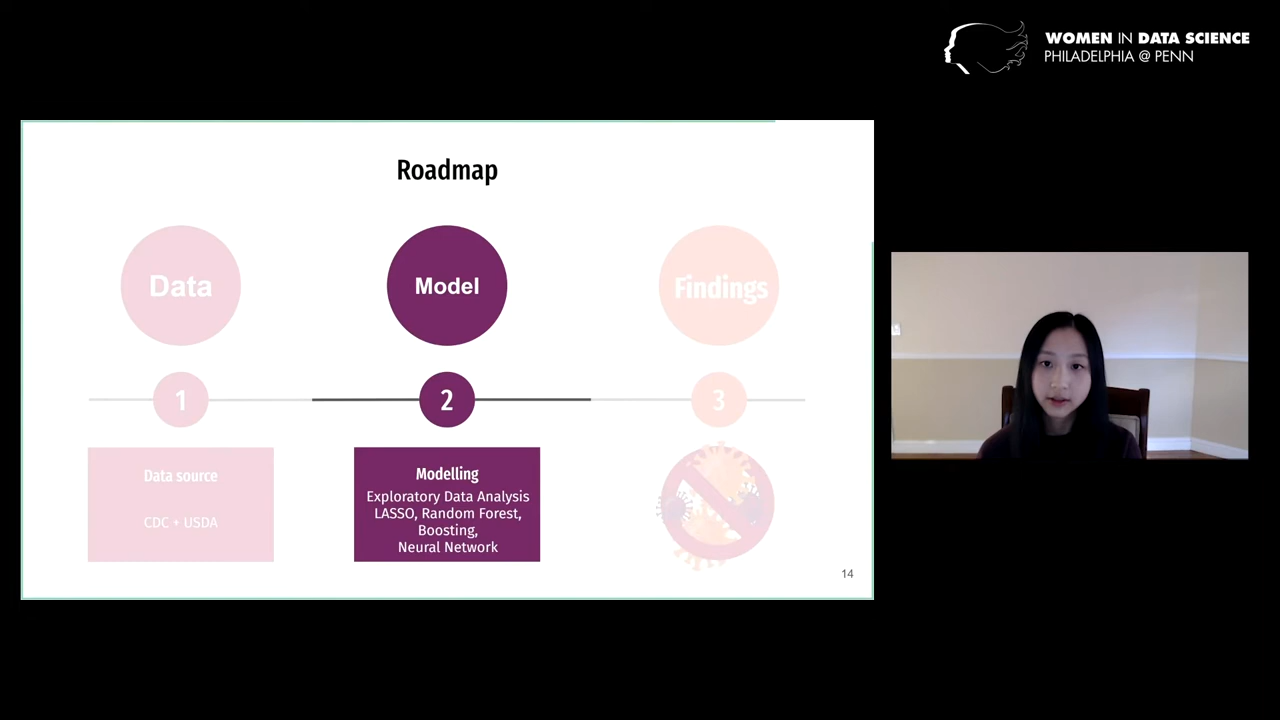 WOMEN IN DATA SCIENCE
PHILADELPHIA @ PENN
Roadmap
Data
Model
Findings
1
2
3
Data source
CDC + USDA
Modelling
Exploratory Data Analysis
LASSO, Random Forest,
Boosting,
Neural Network
14